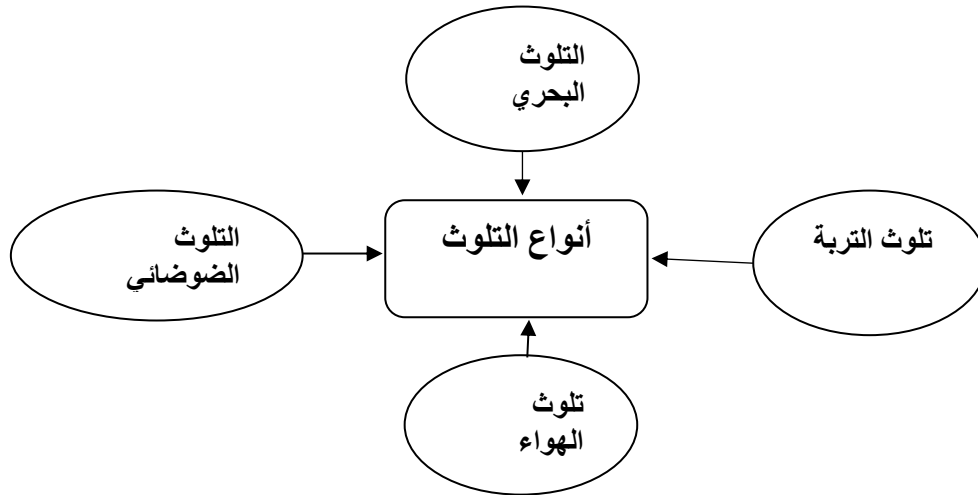 التلوث
البحري
أنواع التلوث
تلوث التربة
التلوث
الضوضائي
تلوث
الهواء